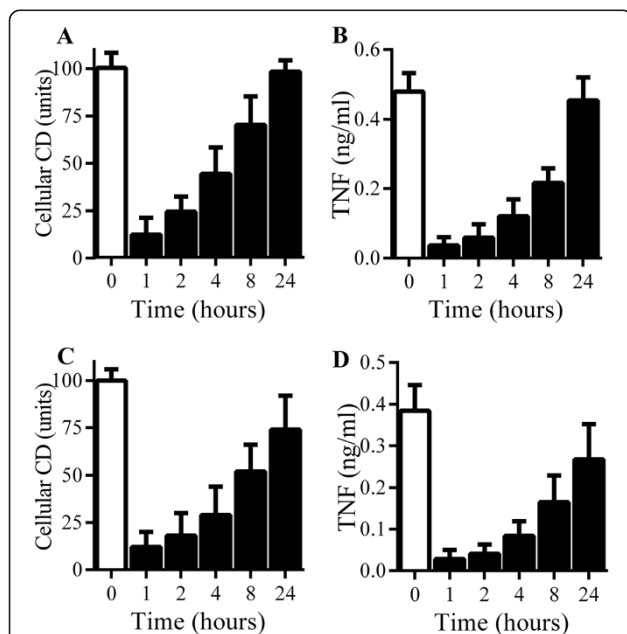 A
Cellular CD (units)
100
75
50
25
0
0 1 2 4 8 24
Time (hours)
B
TNF (ng/ml)
0.6
0.4
0.2
0.0
0 1 2 4 8 24
Time (hours)
C
Cellular CD (units)
100
75
50
25
0
0 1 2 4 8 24
Time (hours)
D
TNF (ng/ml)
0.5
0.4
0.3
0.2
0.1
0.0
0 1 2 4 8 24
Time (hours)